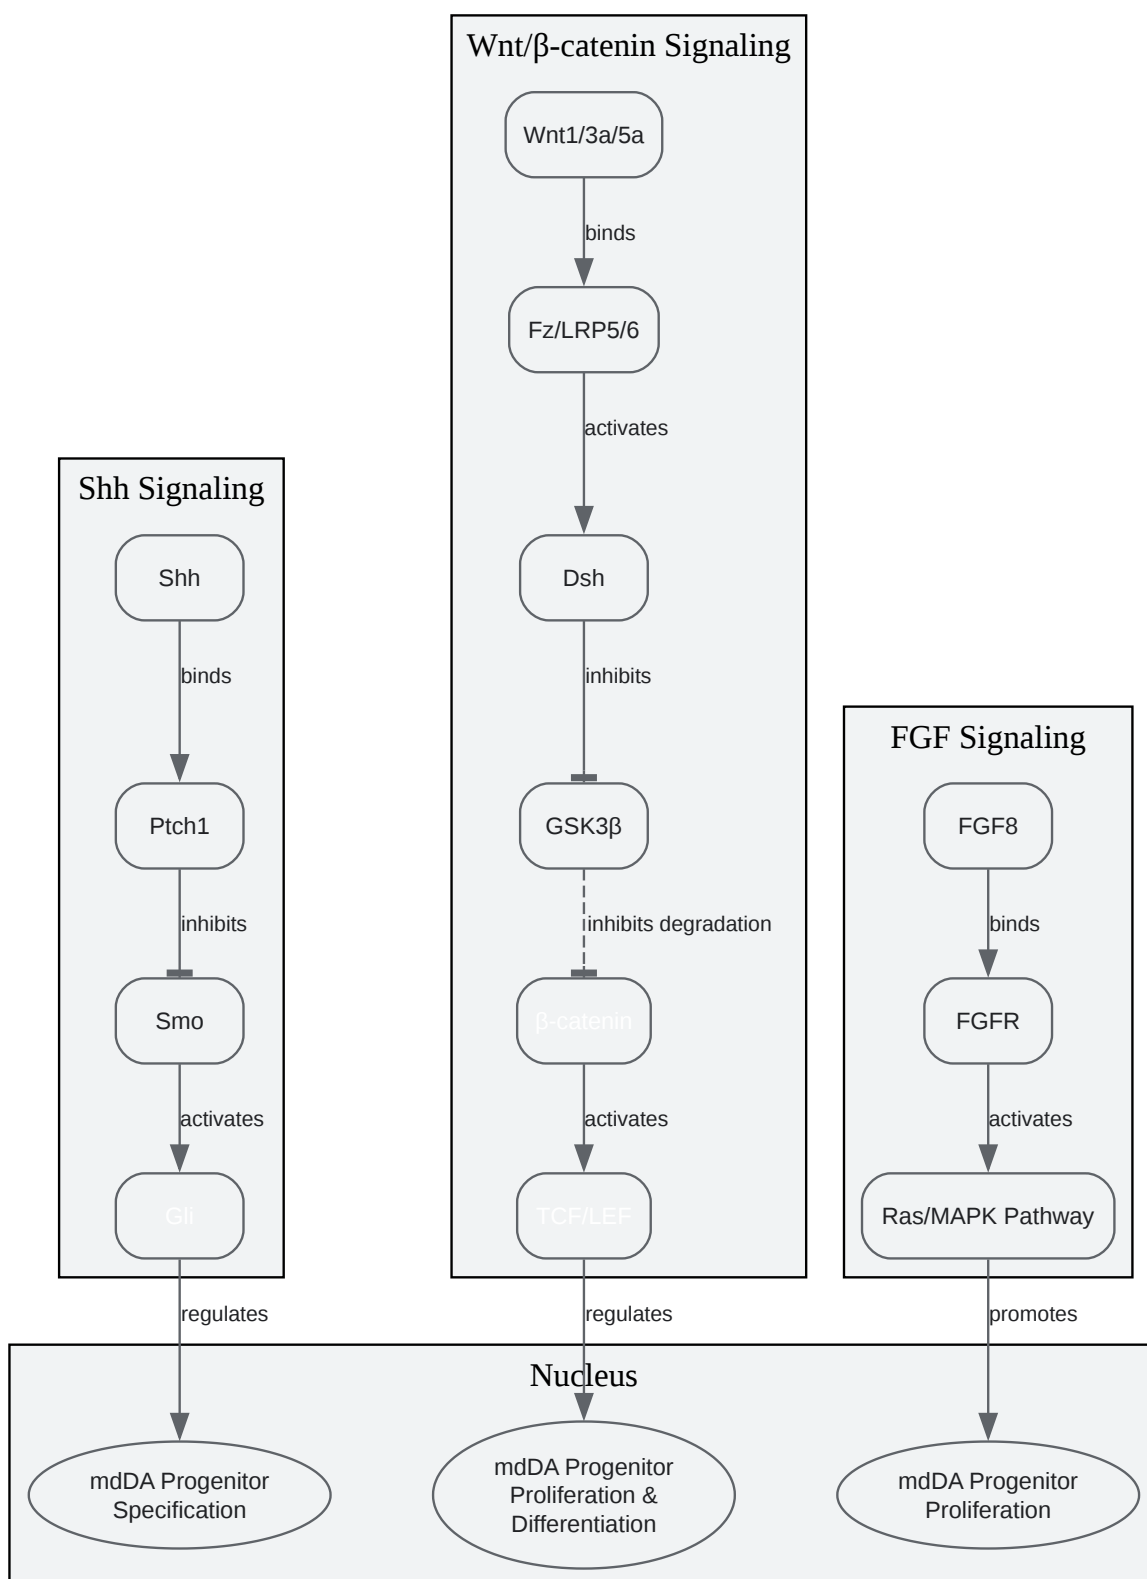 Wnt/β-catenin Signaling
Wnt1/3a/5a
binds
Fz/LRP5/6
activates
Dsh
inhibits
GSK3β
inhibits degradation
β-catenin
activates
TCF/LEF
regulates
Shh Signaling
Shh
binds
Ptch1
inhibits
Smo
activates
Gli
regulates
FGF Signaling
FGF8
binds
FGFR
activates
Ras/MAPK Pathway
promotes
Nucleus
mdDA Progenitor
Specification
mdDA Progenitor
Proliferation &
Differentiation
mdDA Progenitor
Proliferation